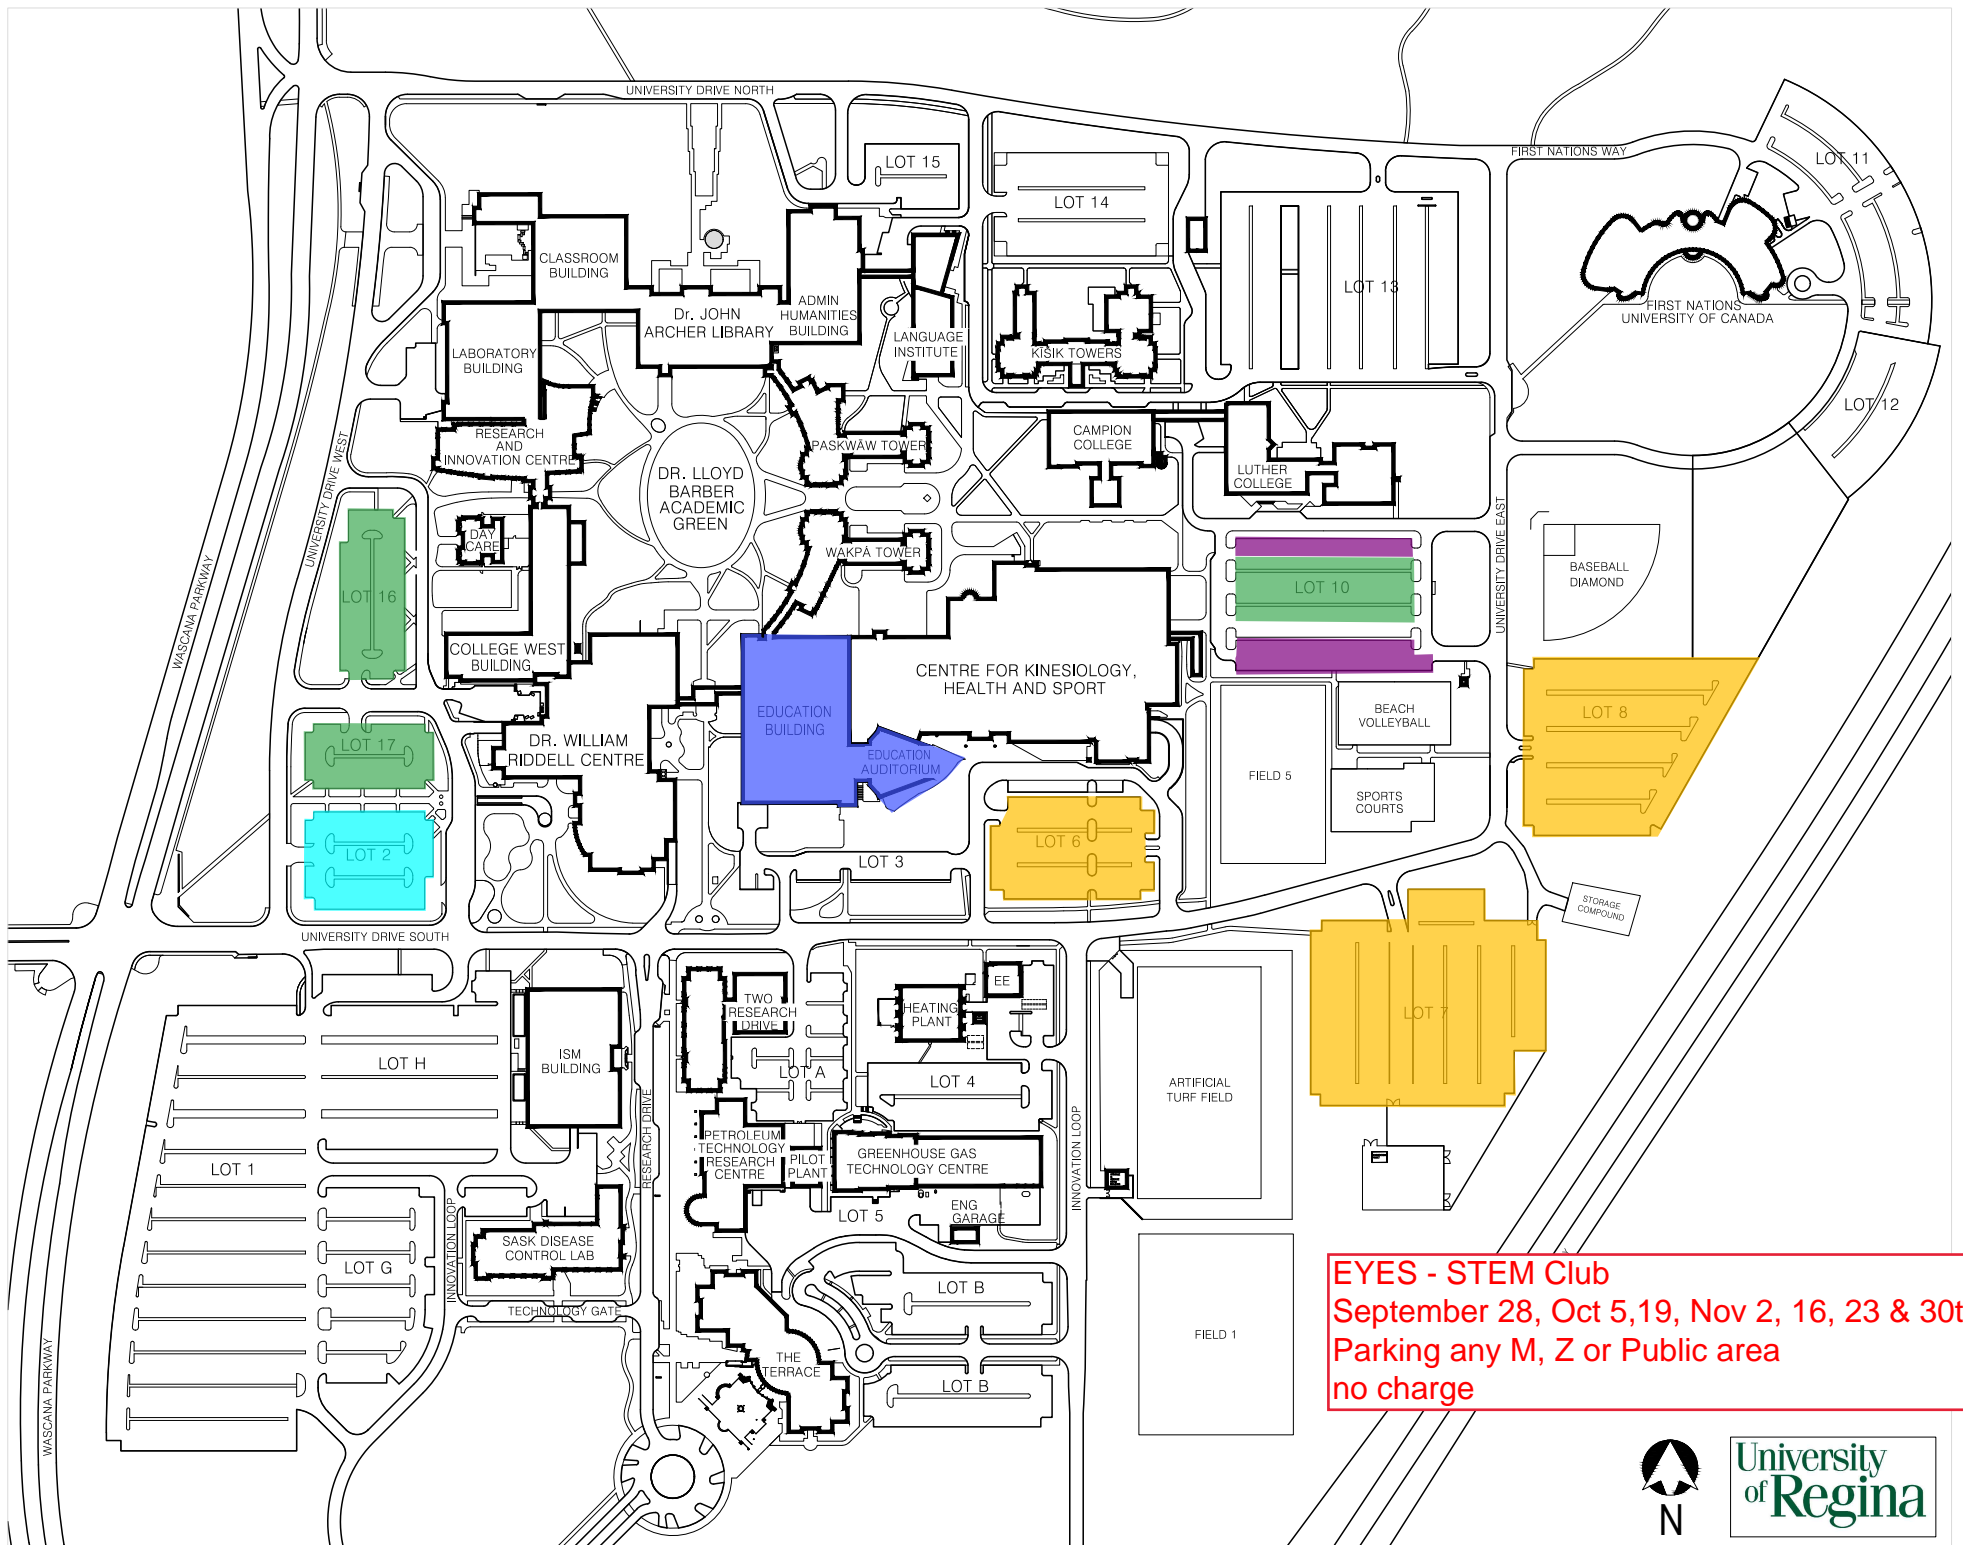 UNIVERSITY DRIVE NORTH
FIRST NATIONS WAY
LOT 11
LOT 15
LOT 14
CLASSROOM
BUILDING
LOT 13
Dr. JOHN
ARCHER LIBRARY
ADMIN
HUMANITIES
BUILDING
FIRST NATIONS
UNIVERSITY OF CANADA
LANGUAGE
INSTITUTE
KĪSIK TOWERS
LABORATORY
BUILDING
LOT 12
RESEARCH
AND
INNOVATION CENTRE
PASKWĀW TOWER
CAMPION
COLLEGE
LUTHER
COLLEGE
DR. LLOYD
BARBER
ACADEMIC
GREEN
UNIVERSITY DRIVE WEST
WASCANA PARKWAY
DAY
CARE
WAKPĀ TOWER
UNIVERSITY DRIVE EAST
BASEBALL
DIAMOND
LOT 16
LOT 10
COLLEGE WEST
BUILDING
CENTRE FOR KINESIOLOGY,
HEALTH AND SPORT
EDUCATION
BUILDING
BEACH
VOLLEYBALL
LOT 8
LOT 17
DR. WILLIAM
RIDDELL CENTRE
EDUCATION
AUDITORIUM
FIELD 5
SPORTS
COURTS
LOT 2
LOT 3
LOT 6
STORAGE
COMPOUND
UNIVERSITY DRIVE SOUTH
TWO
RESEARCH
DRIVE
HEATING
PLANT
EE
LOT 7
LOT H
ISM
BUILDING
LOT A
LOT 4
ARTIFICIAL
TURF FIELD
RESEARCH DRIVE
INNOVATION LOOP
PETROLEUM
TECHNOLOGY
RESEARCH
CENTRE
PILOT
PLANT
GREENHOUSE GAS
TECHNOLOGY CENTRE
LOT 1
LOT 5
ENG
GARAGE
INNOVATION LOOP
SASK DISEASE
CONTROL LAB
LOT G
LOT B
TECHNOLOGY GATE
FIELD 1
THE
TERRACE
LOT B
WASCANA PARKWAY
EYES - STEM Club
September 28, Oct 5,19, Nov 2, 16, 23 & 30t
Parking any M, Z or Public area
no charge
N
University
of Regina